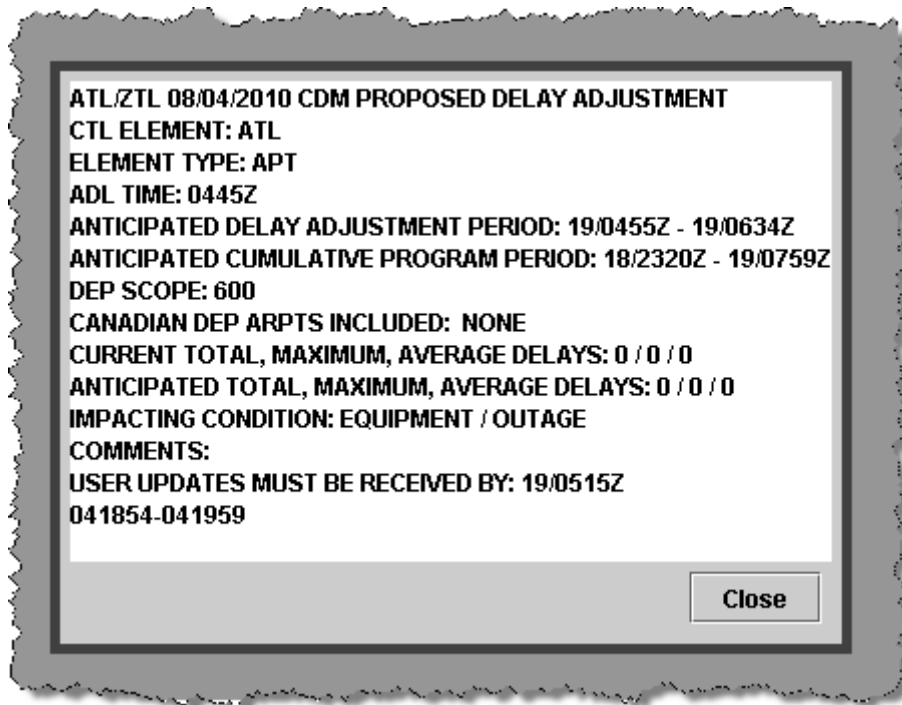 ATL/ZTL 08/04/2010 CDM PROPOSED DELAY ADJUSTMENT
CTL ELEMENT: ATL
ELEMENT TYPE: APT
ADL TIME: 0445Z
ANTICIPATED DELAY ADJUSTMENT PERIOD: 19/0455Z - 19/0634Z
ANTICIPATED CUMULATIVE PROGRAM PERIOD: 18/2320Z - 19/0759Z
DEP SCOPE: 600
CANADIAN DEP ARPTS INCLUDED:  NONE
CURRENT TOTAL, MAXIMUM, AVERAGE DELAYS: 0 / 0 / 0
ANTICIPATED TOTAL, MAXIMUM, AVERAGE DELAYS: 0 / 0 / 0
IMPACTING CONDITION: EQUIPMENT / OUTAGE
COMMENTS:
USER UPDATES MUST BE RECEIVED BY: 19/0515Z
041854-041959
Close